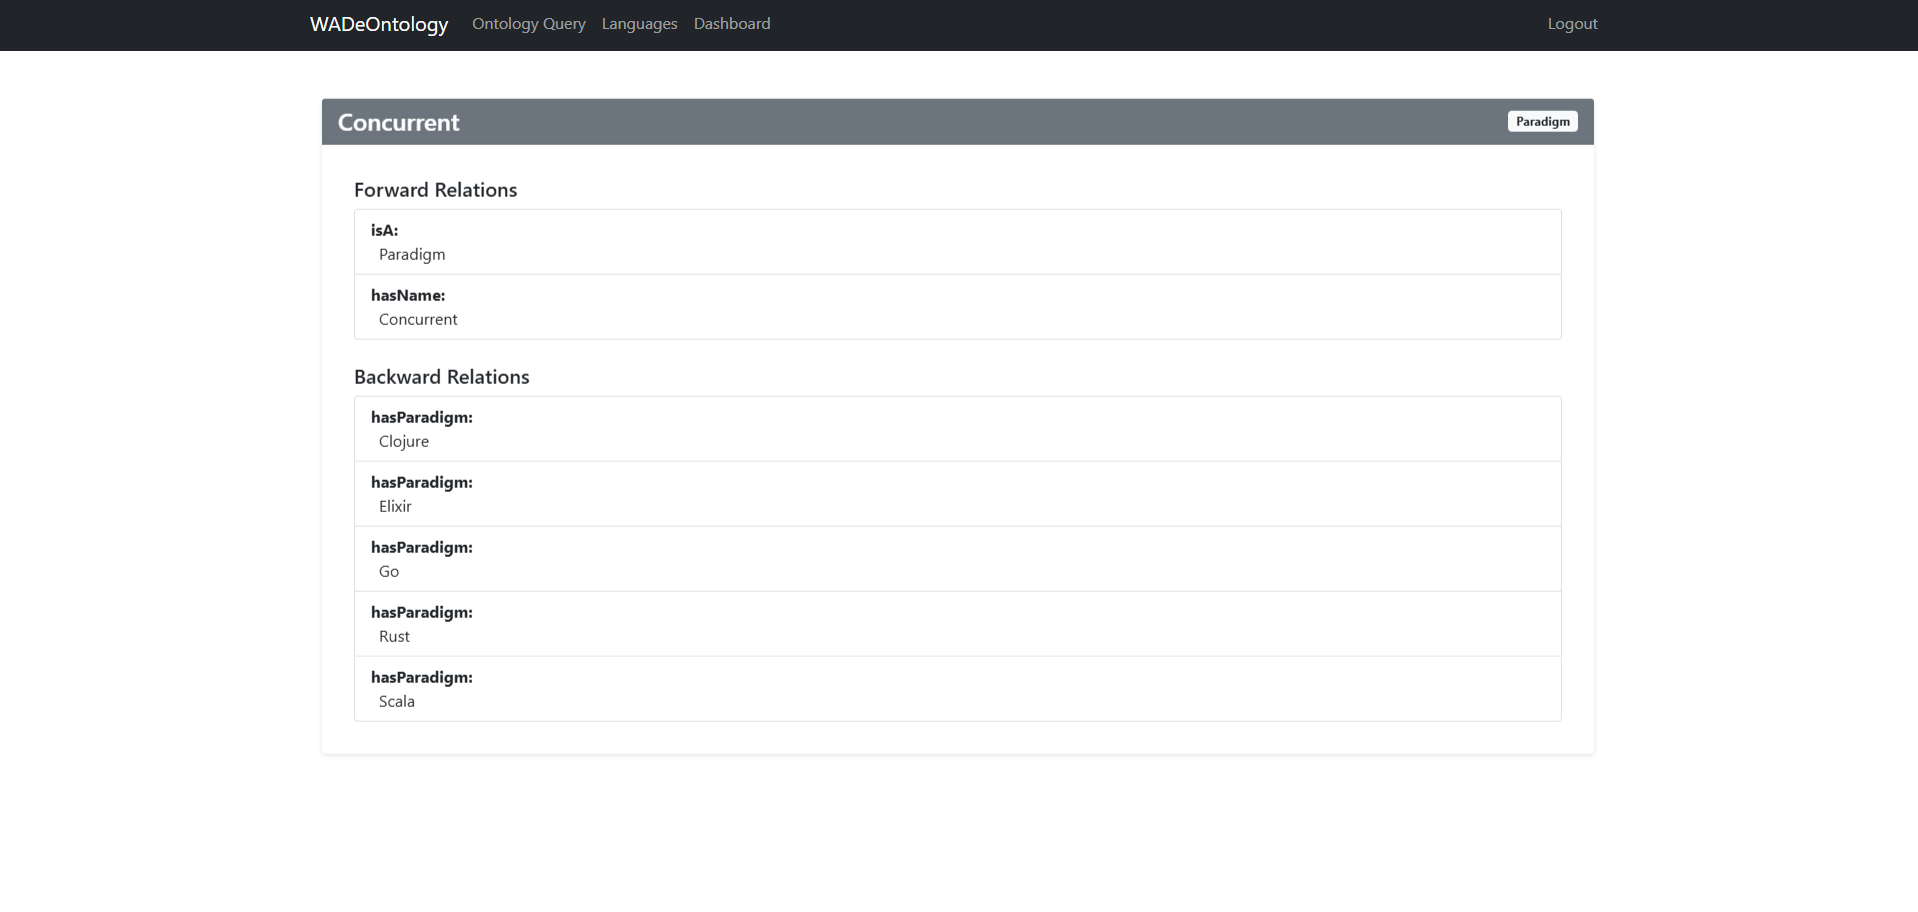 WADeOntology Ontology Query Languages Dashboard Logout
Concurrent Paradigm
Forward Relations
isA:
Paradigm
hasName:
Concurrent
Backward Relations
hasParadigm:
Clojure
hasParadigm:
Elixir
hasParadigm:
Go
hasParadigm:
Rust
hasParadigm:
Scala